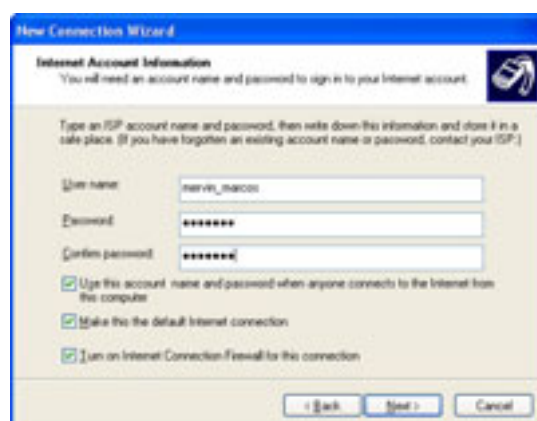 New Connection Wizard
Internet Account Information
You will need an account name and password to sign in to your Internet account.
Type an ISP account name and password, then write down this information and store it in a
safe place. (If you have forgotten an existing account name or password, contact your ISP.)
User name:
mervin_marcos
Password:
•••••••
Confirm password:
•••••••
Use this account name and password when anyone connects to the Internet from
this computer
Make this the default Internet connection
Turn on Internet Connection Firewall for this connection
< Back Next > Cancel